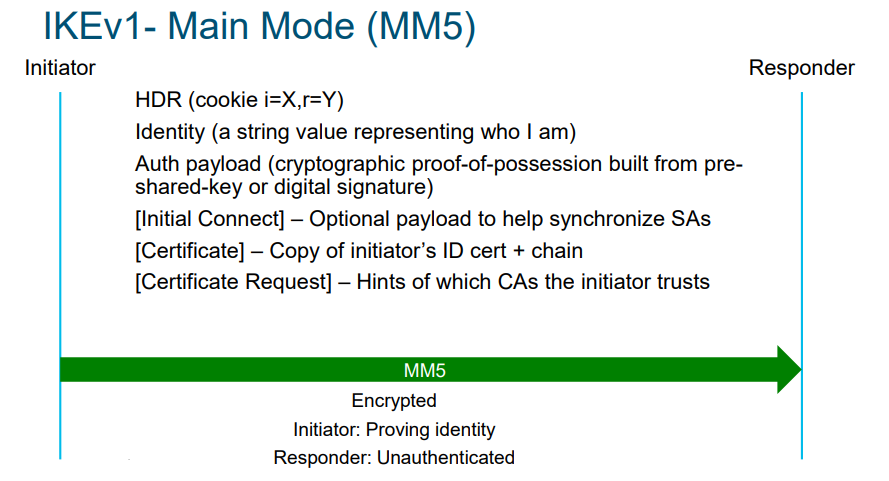 IKEv1- Main Mode (MM5)
Initiator
Responder
HDR (cookie i=X,r=Y)
Identity (a string value representing who I am)
Auth payload (cryptographic proof-of-possession built from pre-
shared-key or digital signature)
[Initial Connect] – Optional payload to help synchronize SAs
[Certificate] – Copy of initiator’s ID cert + chain
[Certificate Request] – Hints of which CAs the initiator trusts
MM5
Encrypted
Initiator: Proving identity
Responder: Unauthenticated